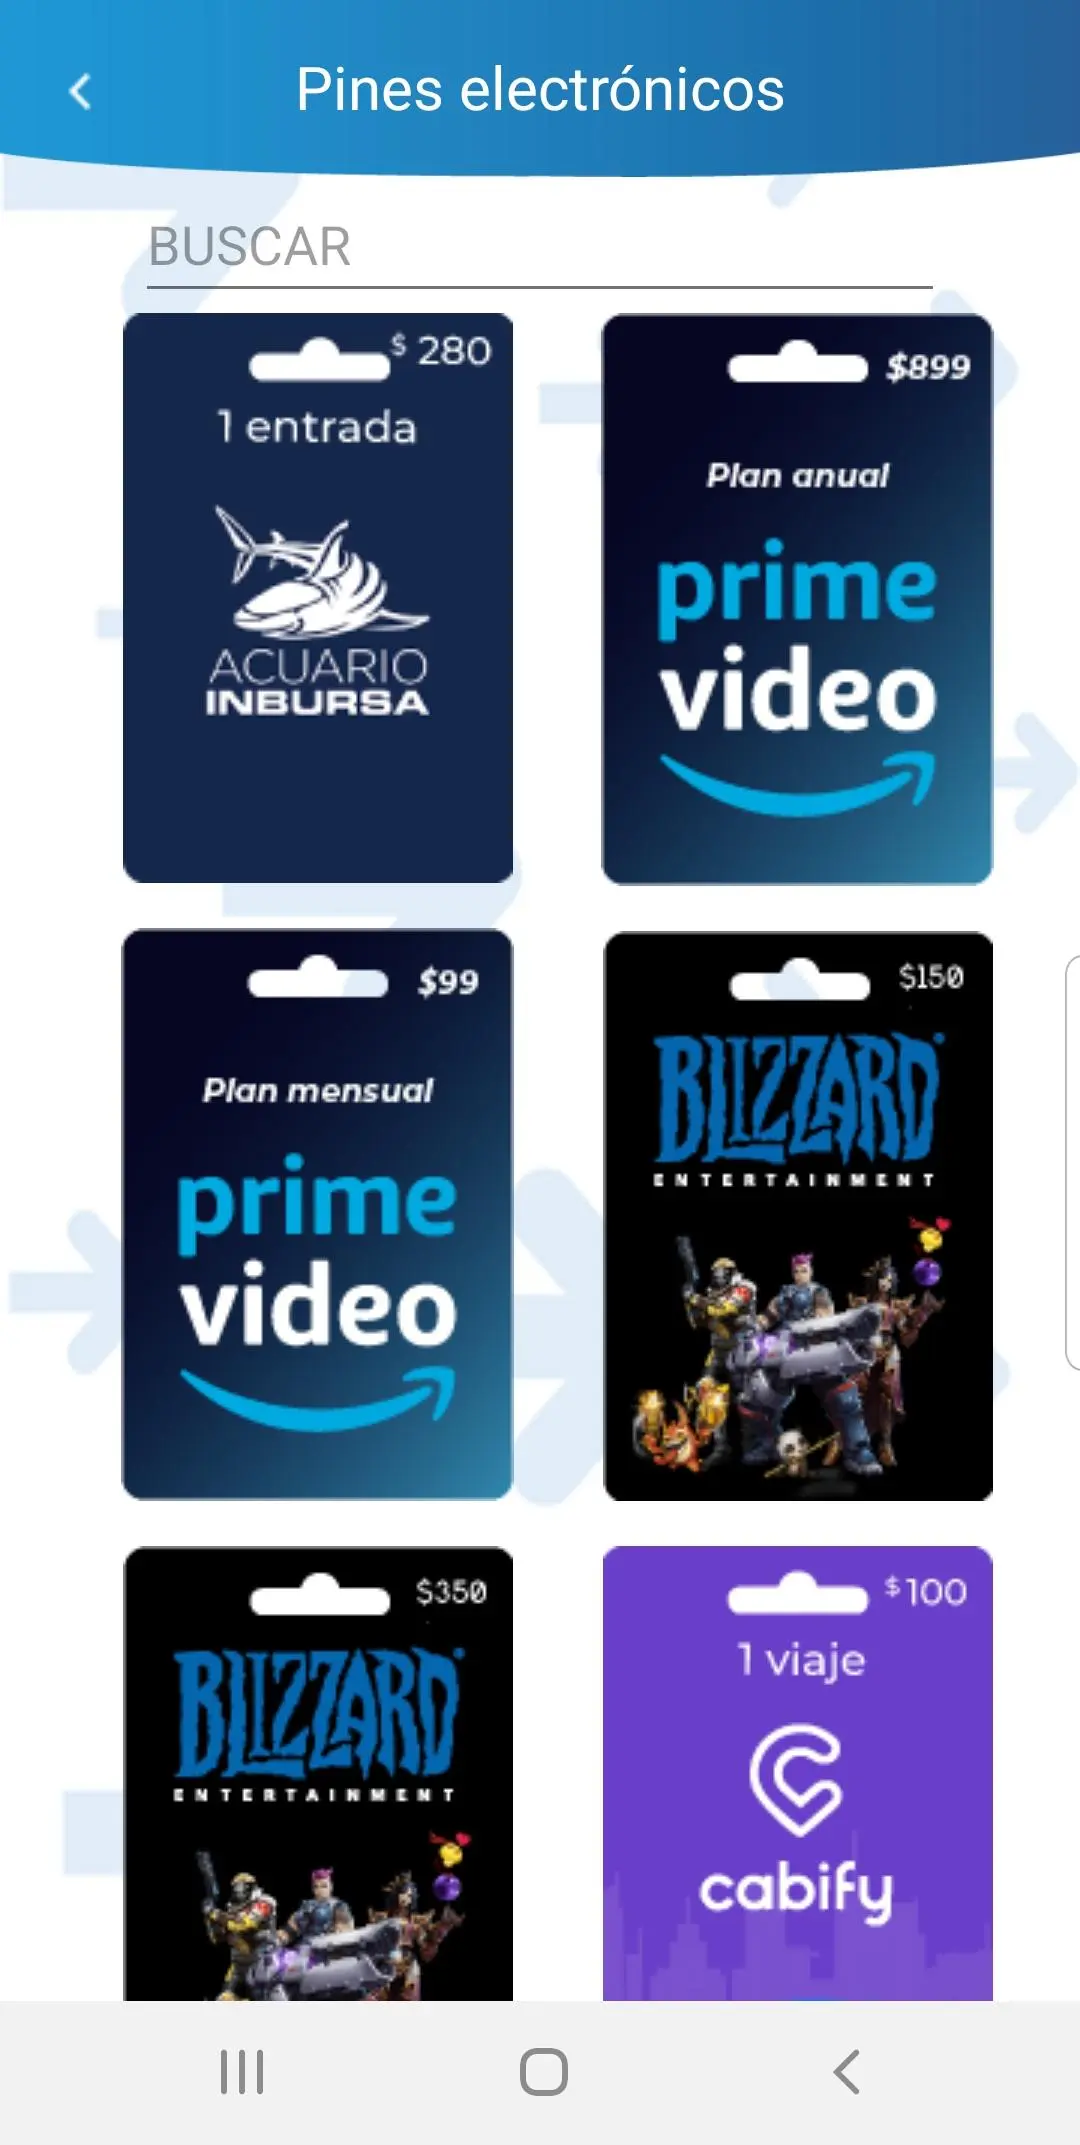 Pines electrónicos
BUSCAR
$ 280
1 entrada
ACUARIO
INBURSA
$899
Plan anual
prime
video
$99
Plan mensual
prime
video
$150
BLIZZARD
ENTERTAINMENT
$350
BLIZZARD
ENTERTAINMENT
$100
1 viaje
cabify